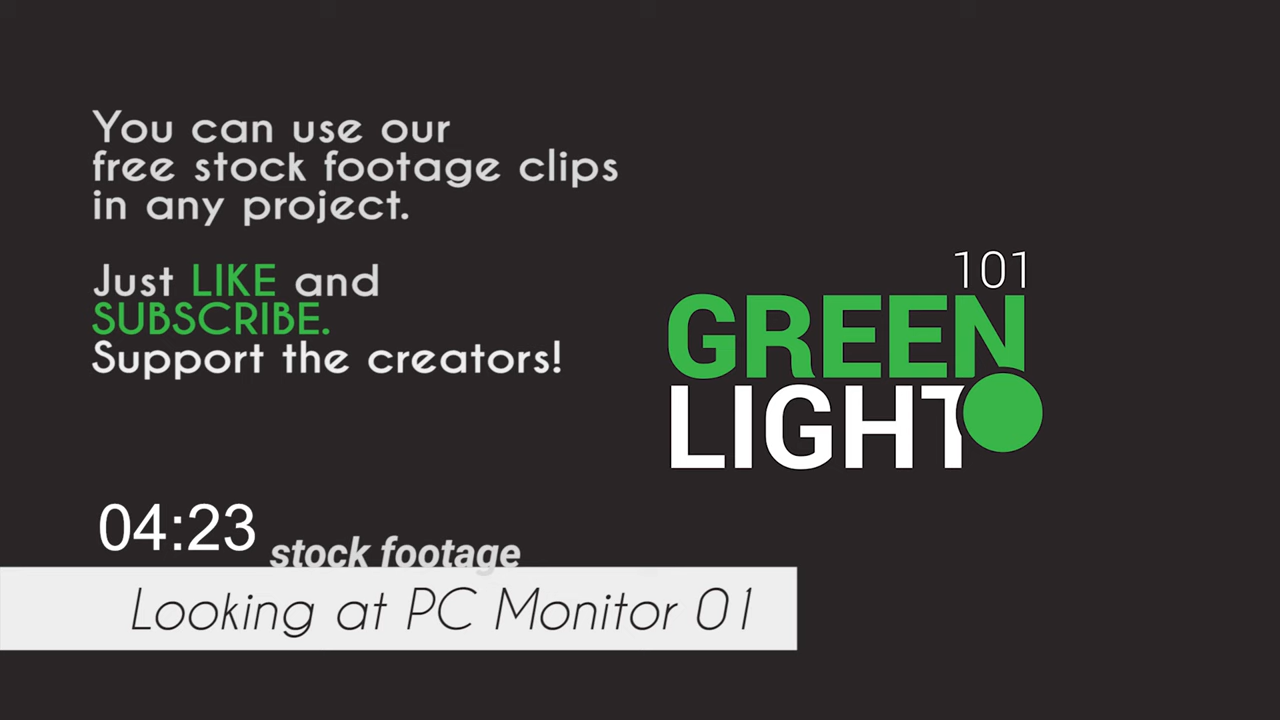 You can use our
free stock footage clips
in any project.
Just LIKE and
SUBSCRIBE.
Support the creators!
101
GREEN
LIGHT
04:23
stock footage
Looking at PC Monitor 01